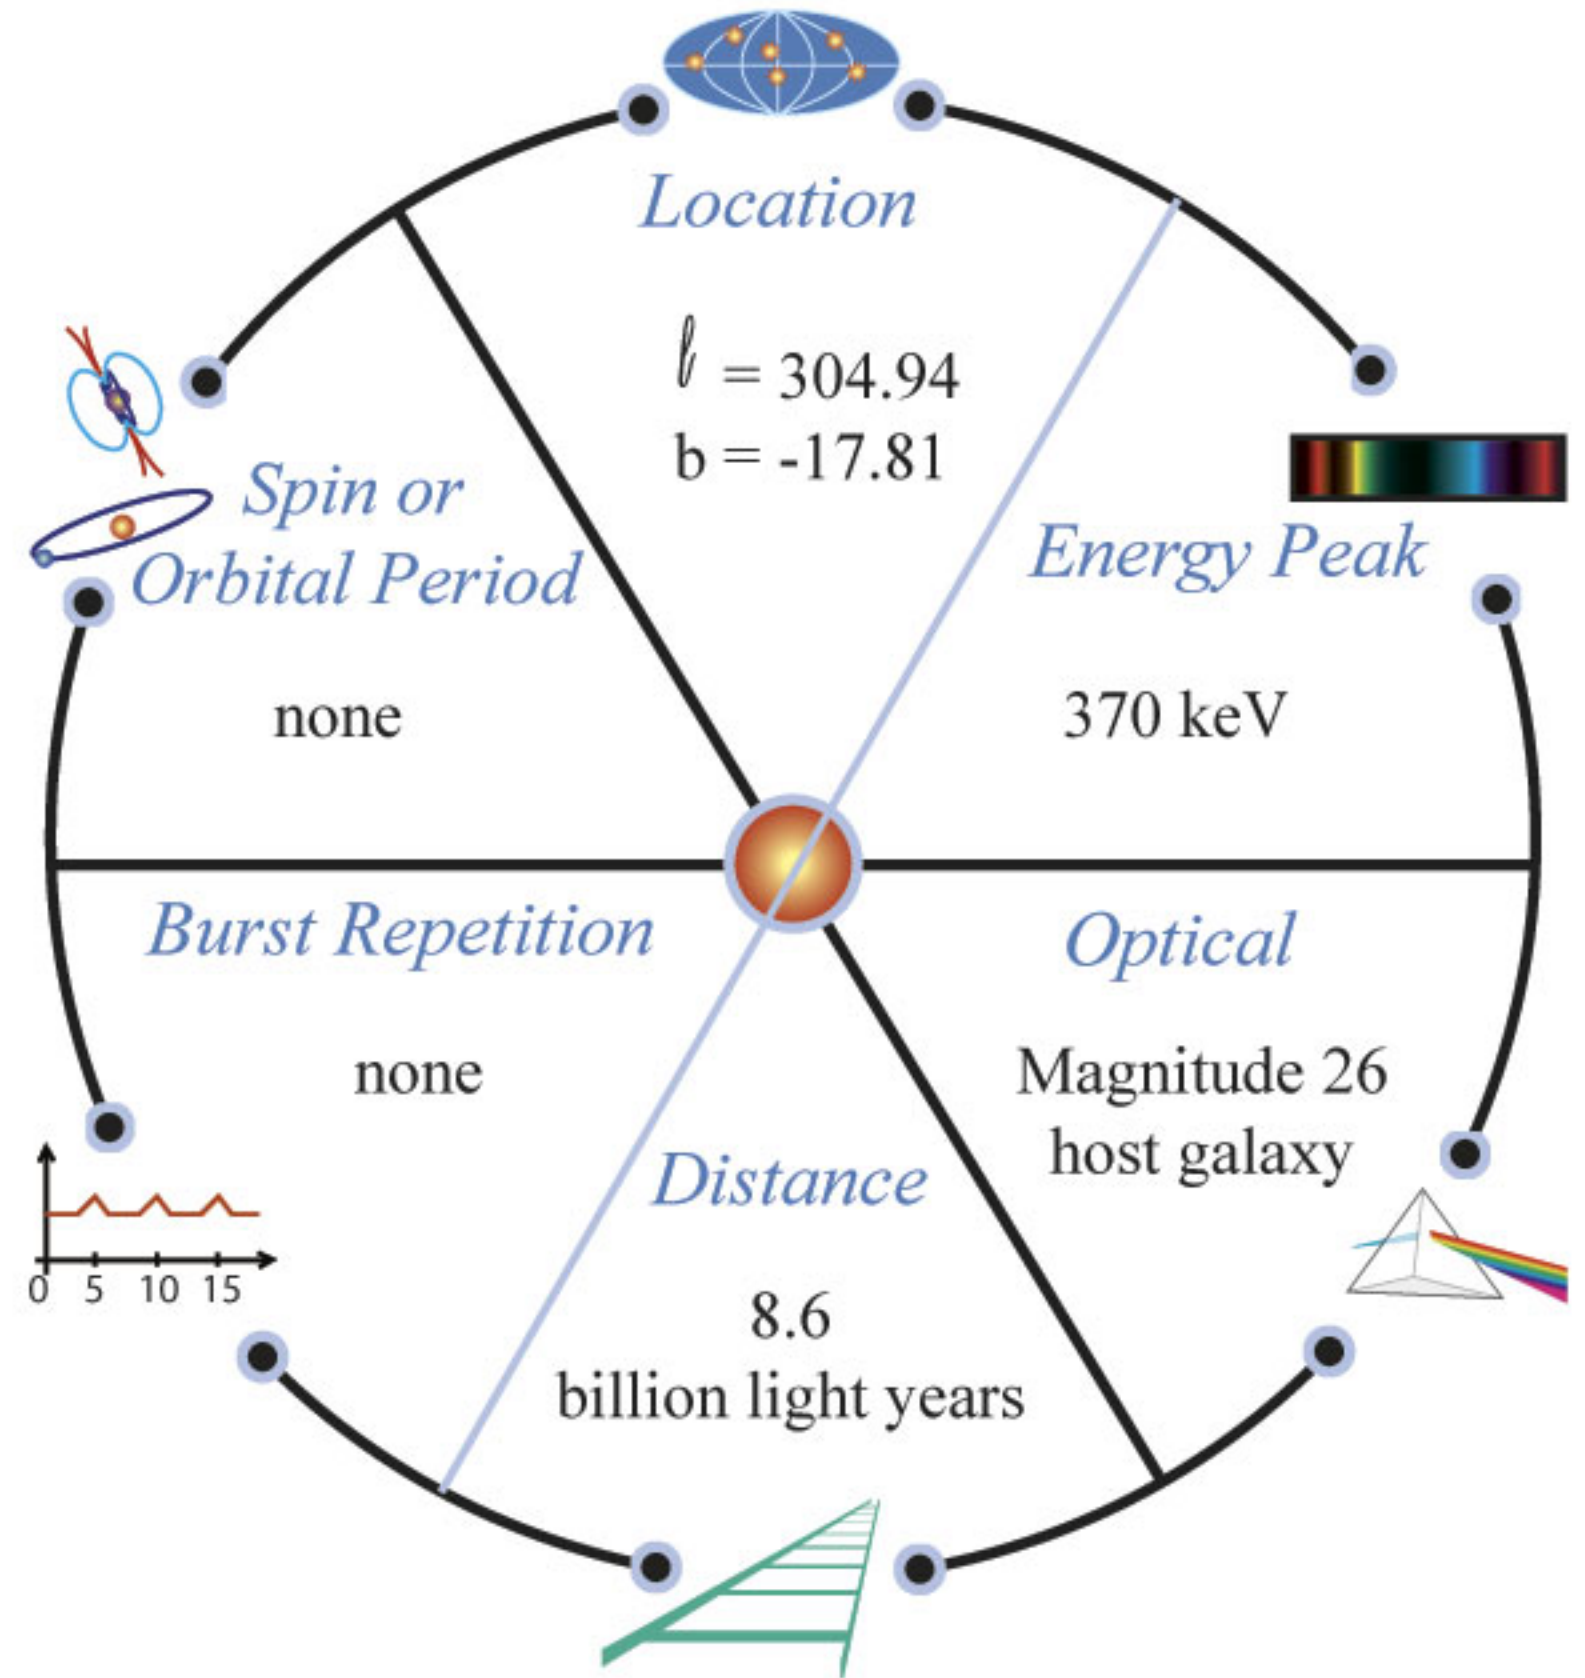 Location
ℓ = 304.94
b = -17.81
Spin or
Orbital Period
none
Energy Peak
370 keV
Burst Repetition
none
Optical
Magnitude 26
host galaxy
Distance
8.6
billion light years
0 5 10 15